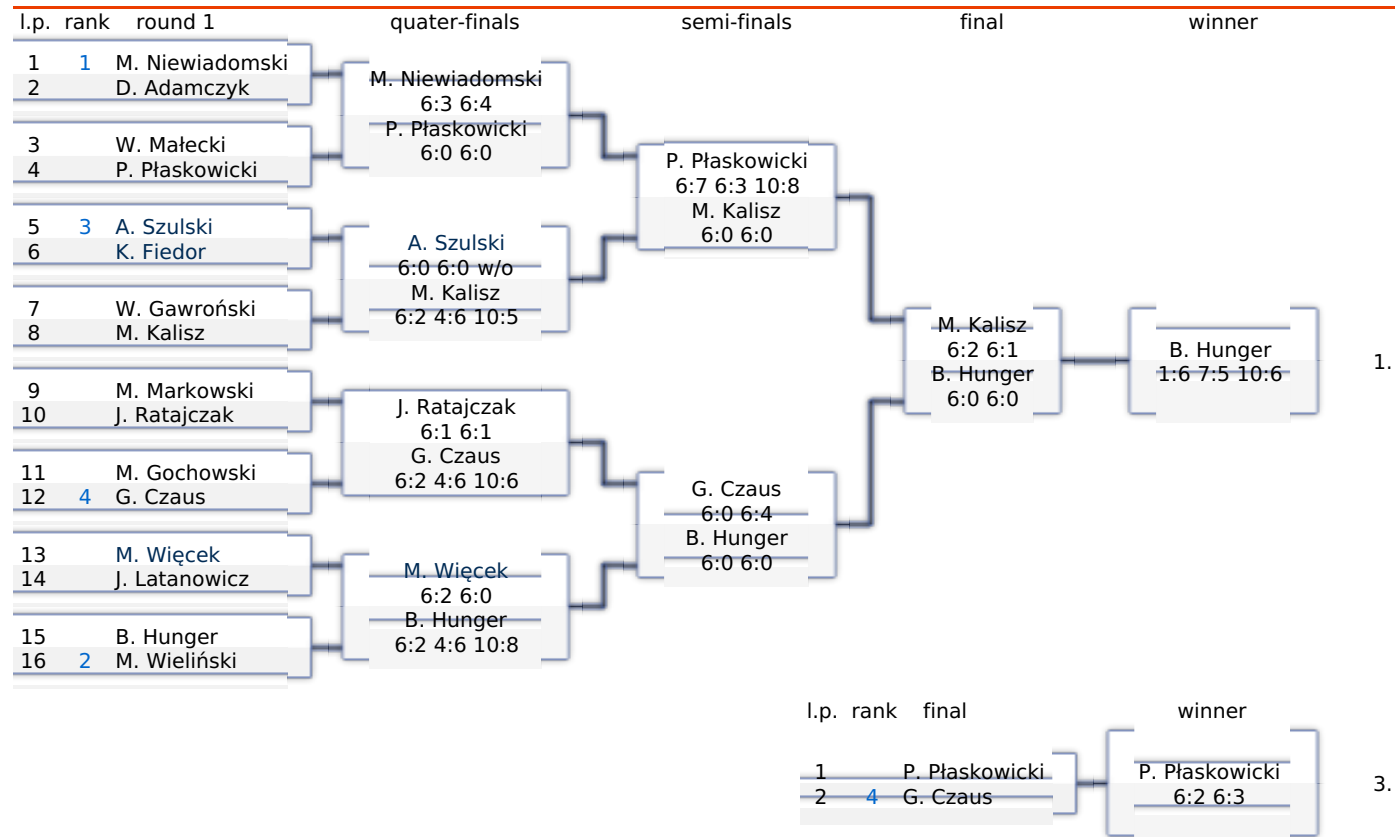 l.p. rank round 1 quater-finals semi-finals final winner
1 1 M. Niewiadomski
2 D. Adamczyk
3 W. Małecki
4 P. Płaskowicki
5 3 A. Szulski
6 K. Fiedor
7 W. Gawroński
8 M. Kalisz
9 M. Markowski
10 J. Ratajczak
11 M. Gochowski
12 4 G. Czaus
13 M. Więcek
14 J. Latanowicz
15 B. Hunger
16 2 M. Wieliński
M. Niewiadomski
6:3 6:4
P. Płaskowicki
6:0 6:0
A. Szulski
6:0 6:0 w/o
M. Kalisz
6:2 4:6 10:5
J. Ratajczak
6:1 6:1
G. Czaus
6:2 4:6 10:6
M. Więcek
6:2 6:0
B. Hunger
6:2 4:6 10:8
P. Płaskowicki
6:7 6:3 10:8
M. Kalisz
6:0 6:0
G. Czaus
6:0 6:4
B. Hunger
6:0 6:0
M. Kalisz
6:2 6:1
B. Hunger
6:0 6:0
B. Hunger
1:6 7:5 10:6
1.
l.p. rank final winner
1 P. Płaskowicki
2 4 G. Czaus
P. Płaskowicki
6:2 6:3
3.